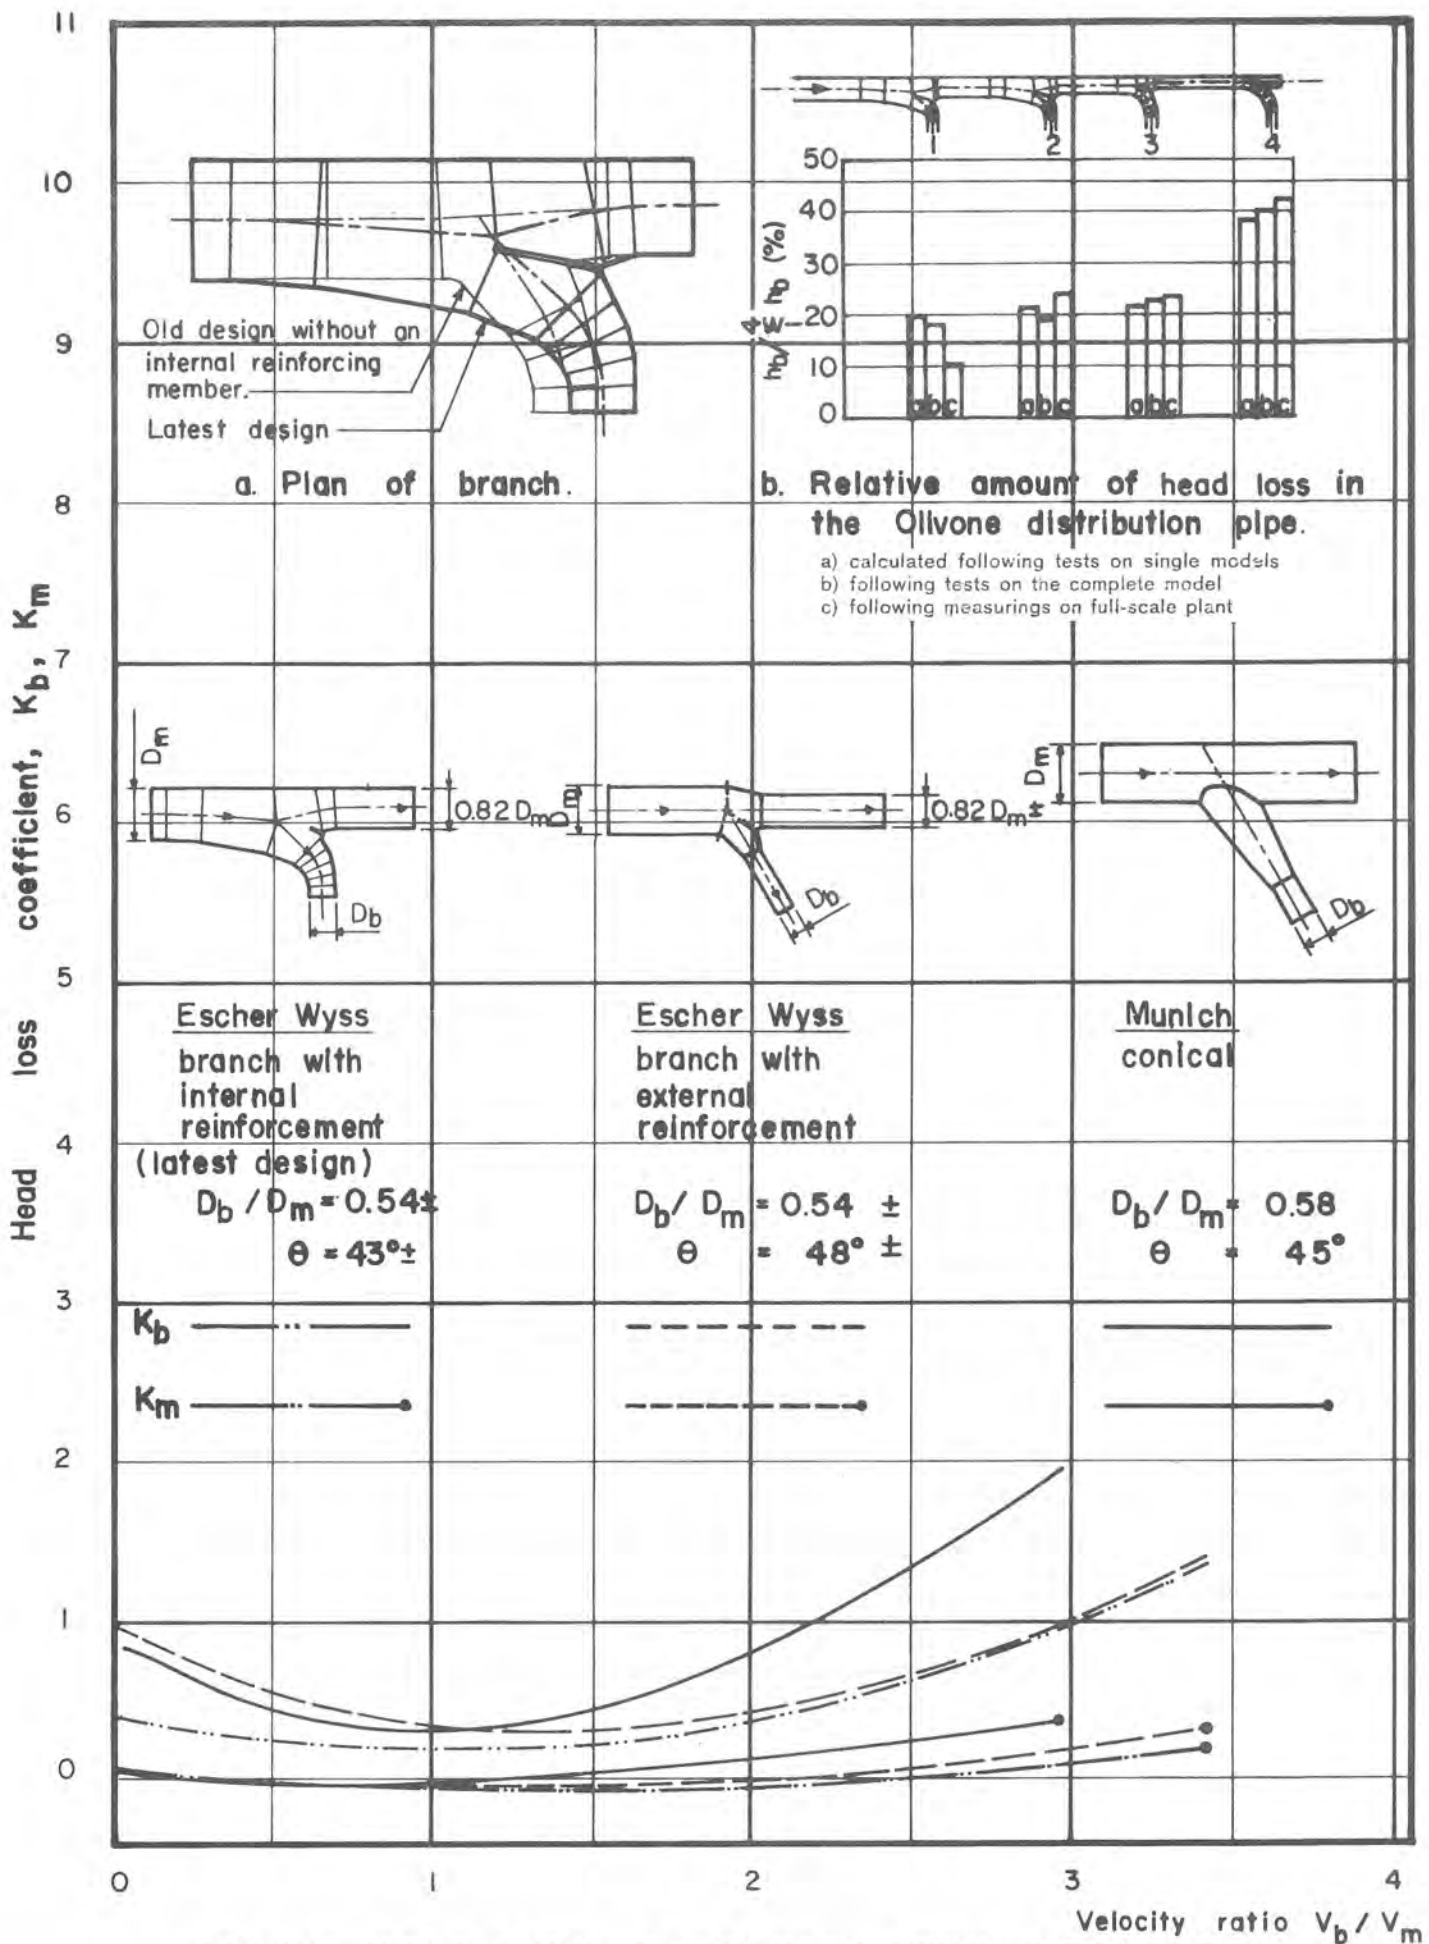 11
10
9
8
7
6
5
4
3
2
1
0
Head loss coefficient, Kb, Km
Old design without an
internal reinforcing
member.
Latest design
a. Plan of branch.
1 2 3 4
50
40
30
20
10
0
a b c a b c a b c a b c
b. Relative amount of head loss in
the Olivone distribution pipe.
a) calculated following tests on single models
b) following tests on the complete model
c) following measurings on full-scale plant
Dm
0.82 Dm
Db
Dm
0.82 Dm±
Db
Dm
Db
Escher Wyss
branch with
internal
reinforcement
(latest design)
Db / Dm = 0.54±
θ = 43°±
Escher Wyss
branch with
external
reinforcement
Db / Dm = 0.54 ±
θ = 48° ±
Munich
conical
Db / Dm = 0.58
θ = 45°
Kb
Km
0 1 2 3 4
Velocity ratio Vb / Vm